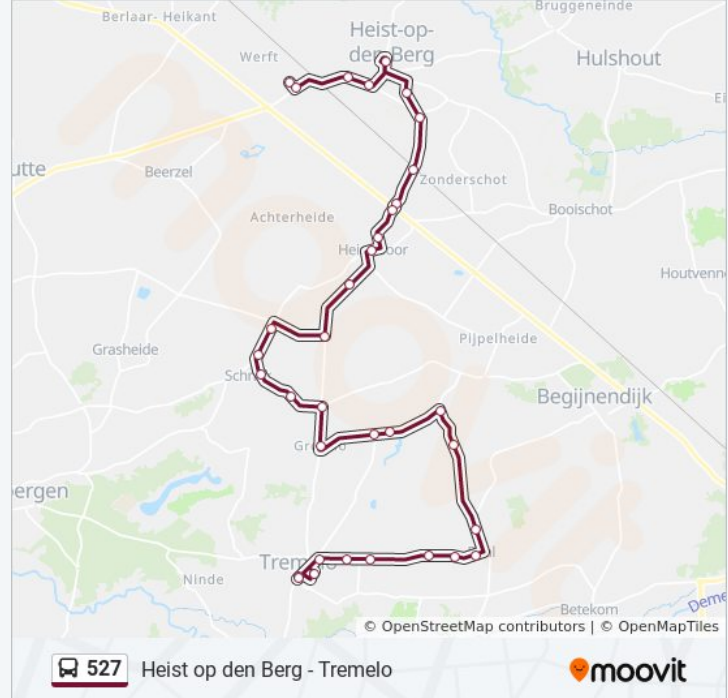 Berlaar- Heikant
Bruggeneinde
Heist-op-
den Berg
Werft
Hulshout
utte
Beerzel
Zonderschot
Booischot
Achterheide
Houtvenne
Pijpelheide
Grasheide
Begijnendijk
bergen
Ninde
Betekom
© OpenStreetMap contributors | © OpenMapTiles
527 Heist op den Berg - Tremelo
moovit